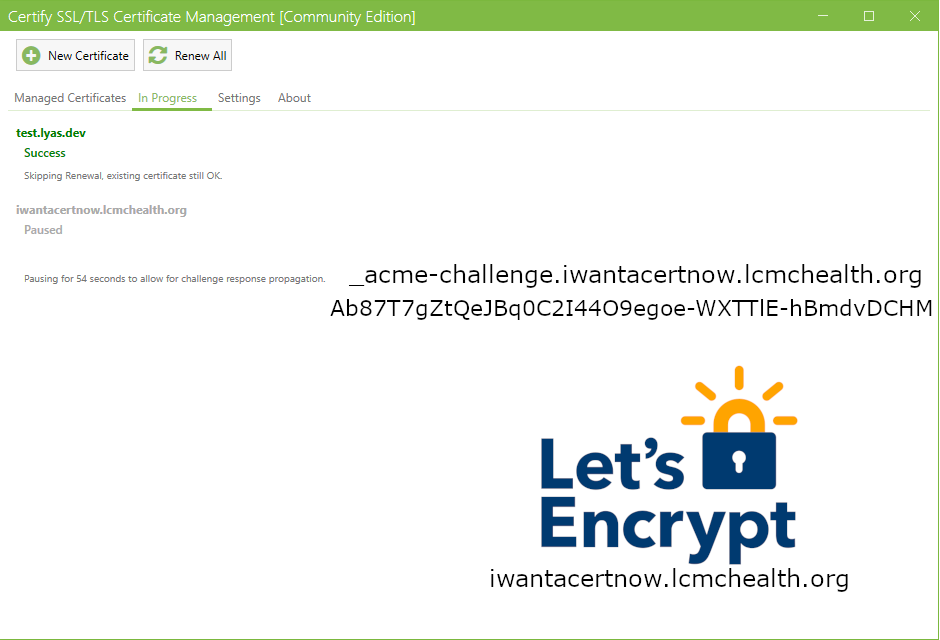 Certify SSL/TLS Certificate Management [Community Edition]
New Certificate
Renew All
Managed Certificates
In Progress
Settings
About
test.lyas.dev
Success
Skipping Renewal, existing certificate still OK.
iwantacertnow.lcmchealth.org
Paused
Pausing for 54 seconds to allow for challenge response propagation.
_acme-challenge.iwantacertnow.lcmchealth.org
Ab87T7gZtQeJBq0C2I44O9egoe-WXTTlE-hBmdvDCHM
Let's
Encrypt
iwantacertnow.lcmchealth.org